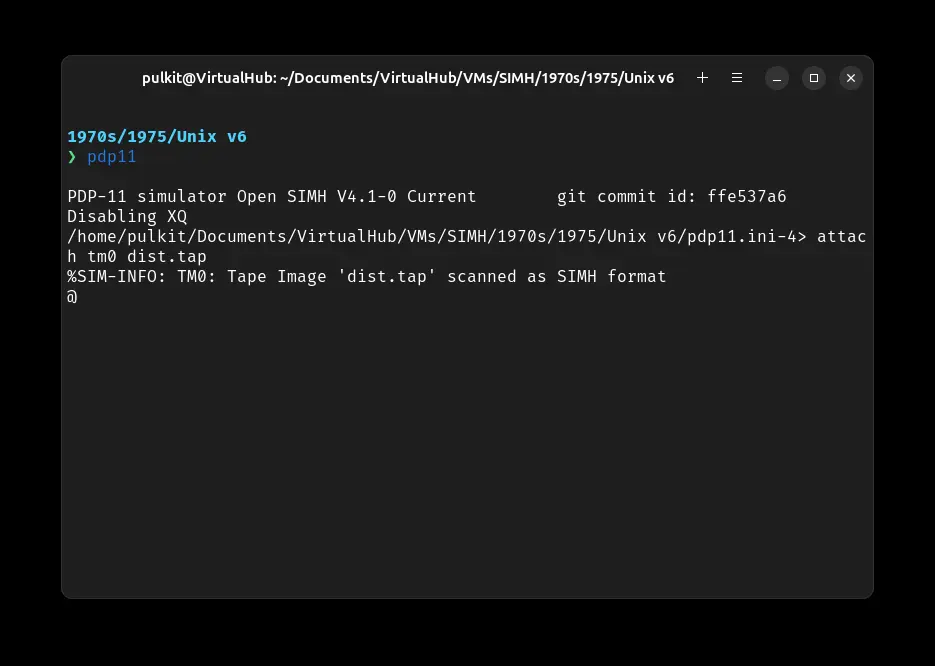 pulkit@VirtualHub: ~/Documents/VirtualHub/VMs/SIMH/1970s/1975/Unix v6
1970s/1975/Unix v6
❯ pdp11
PDP-11 simulator Open SIMH V4.1-0 Current        git commit id: ffe537a6
Disabling XQ
/home/pulkit/Documents/VirtualHub/VMs/SIMH/1970s/1975/Unix v6/pdp11.ini-4> attac
h tm0 dist.tap
%SIM-INFO: TM0: Tape Image 'dist.tap' scanned as SIMH format
@